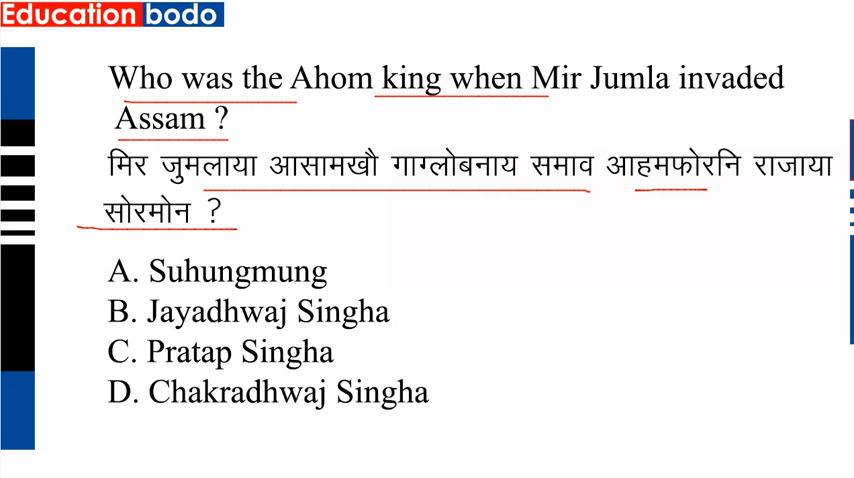 Education bodo
Who was the Ahom king when Mir Jumla invaded
Assam ?
मिर जुमलाया आसामखौ गाग्लोबनाय समाव आहमफोरनि राजाया
सोरमोन ?
A. Suhungmung
B. Jayadhwaj Singha
C. Pratap Singha
D. Chakradhwaj Singha